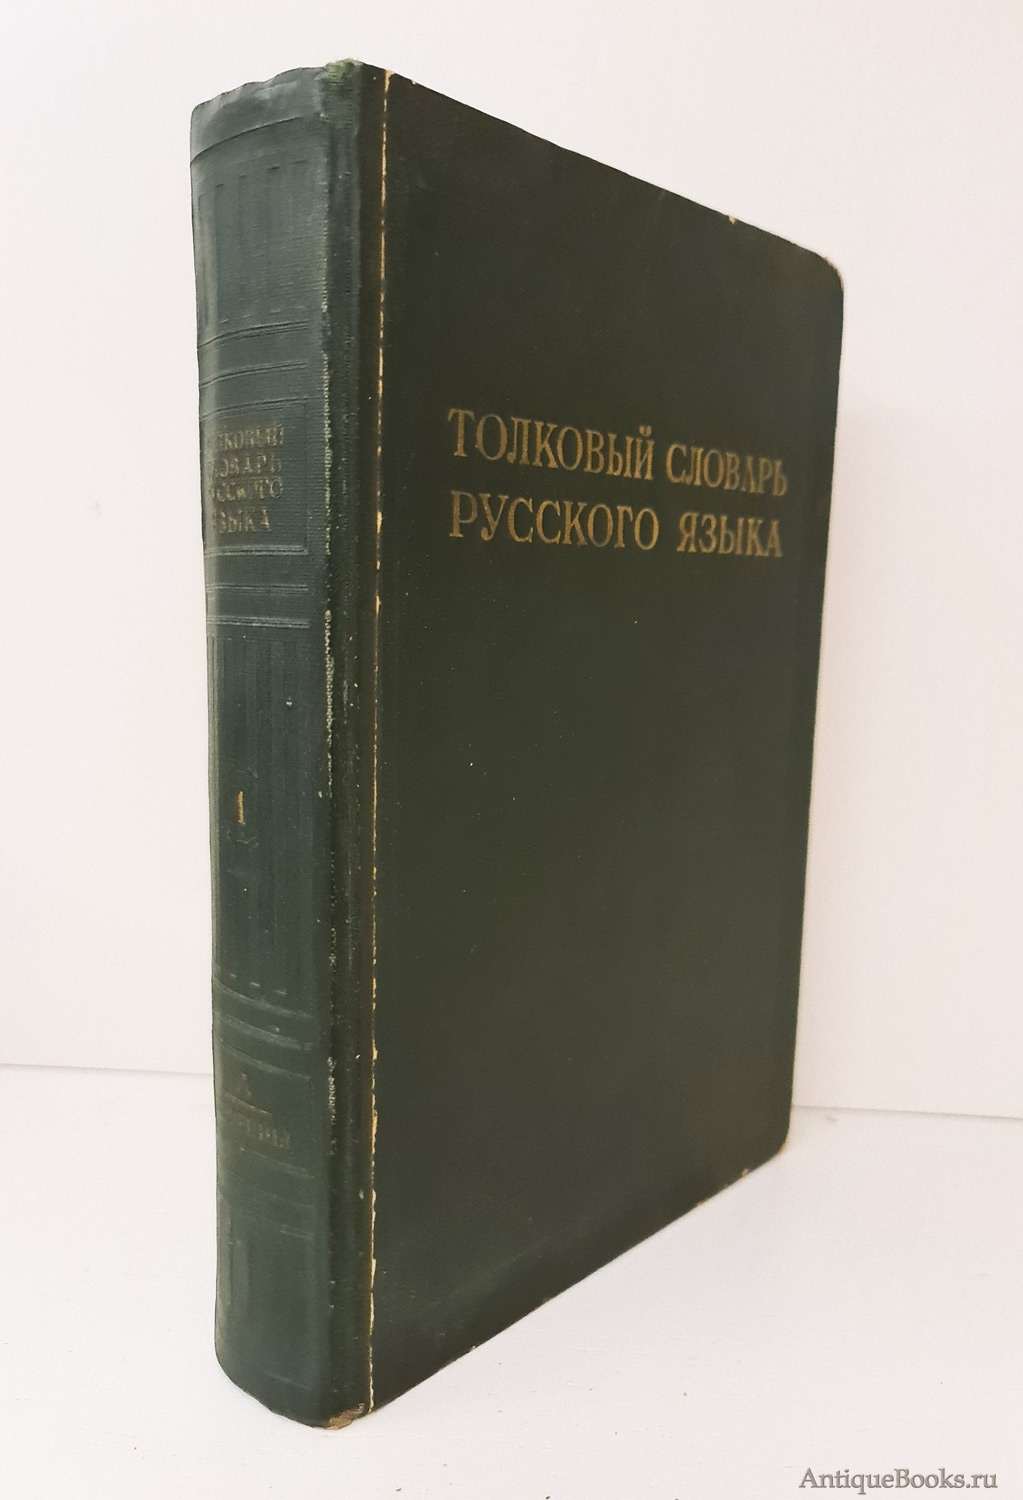 ТОЛКОВЫЙ СЛОВАРЬ
РУССКОГО ЯЗЫКА
ТОЛКОВЫЙ
СЛОВАРЬ
РУССКОГО
ЯЗЫКА
1
А
AntiqueBooks.ru